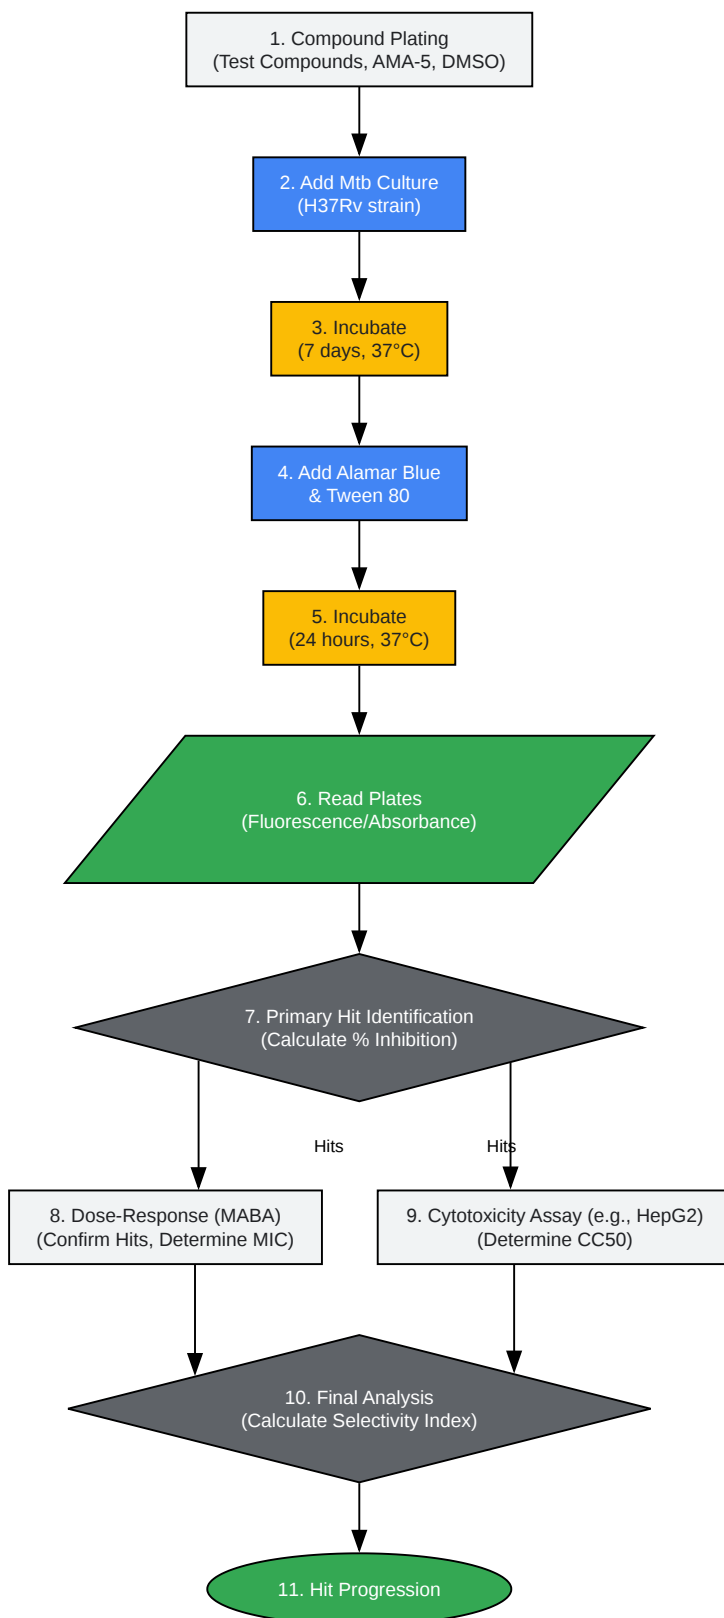 1. Compound Plating
(Test Compounds, AMA-5, DMSO)
2. Add Mtb Culture
(H37Rv strain)
3. Incubate
(7 days, 37°C)
4. Add Alamar Blue
& Tween 80
5. Incubate
(24 hours, 37°C)
6. Read Plates
(Fluorescence/Absorbance)
7. Primary Hit Identification
(Calculate % Inhibition)
Hits
Hits
8. Dose-Response (MABA)
(Confirm Hits, Determine MIC)
9. Cytotoxicity Assay (e.g., HepG2)
(Determine CC50)
10. Final Analysis
(Calculate Selectivity Index)
11. Hit Progression